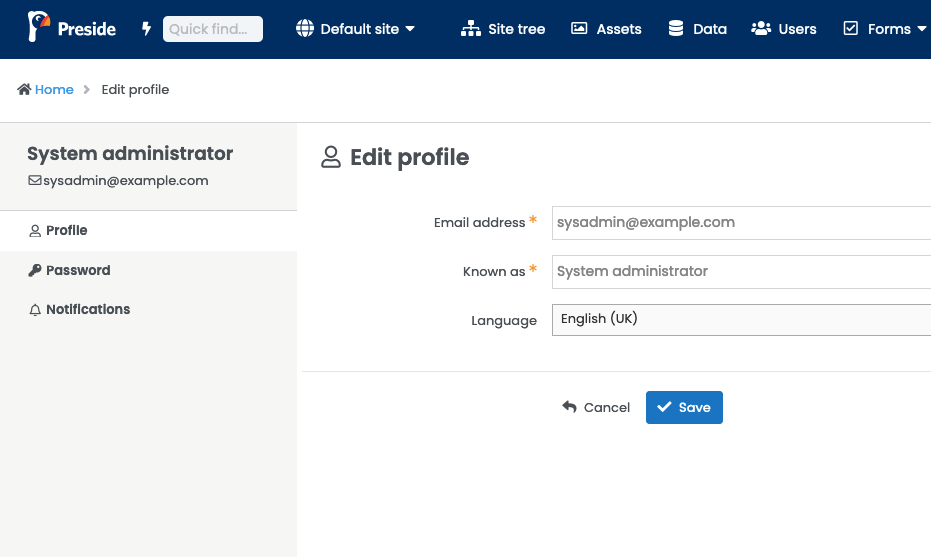 Preside Quick find... Default site Site tree Assets Data Users Forms
Home Edit profile
System administrator
sysadmin@example.com
Profile
Password
Notifications
Edit profile
Email address * sysadmin@example.com
Known as * System administrator
Language English (UK)
Cancel Save